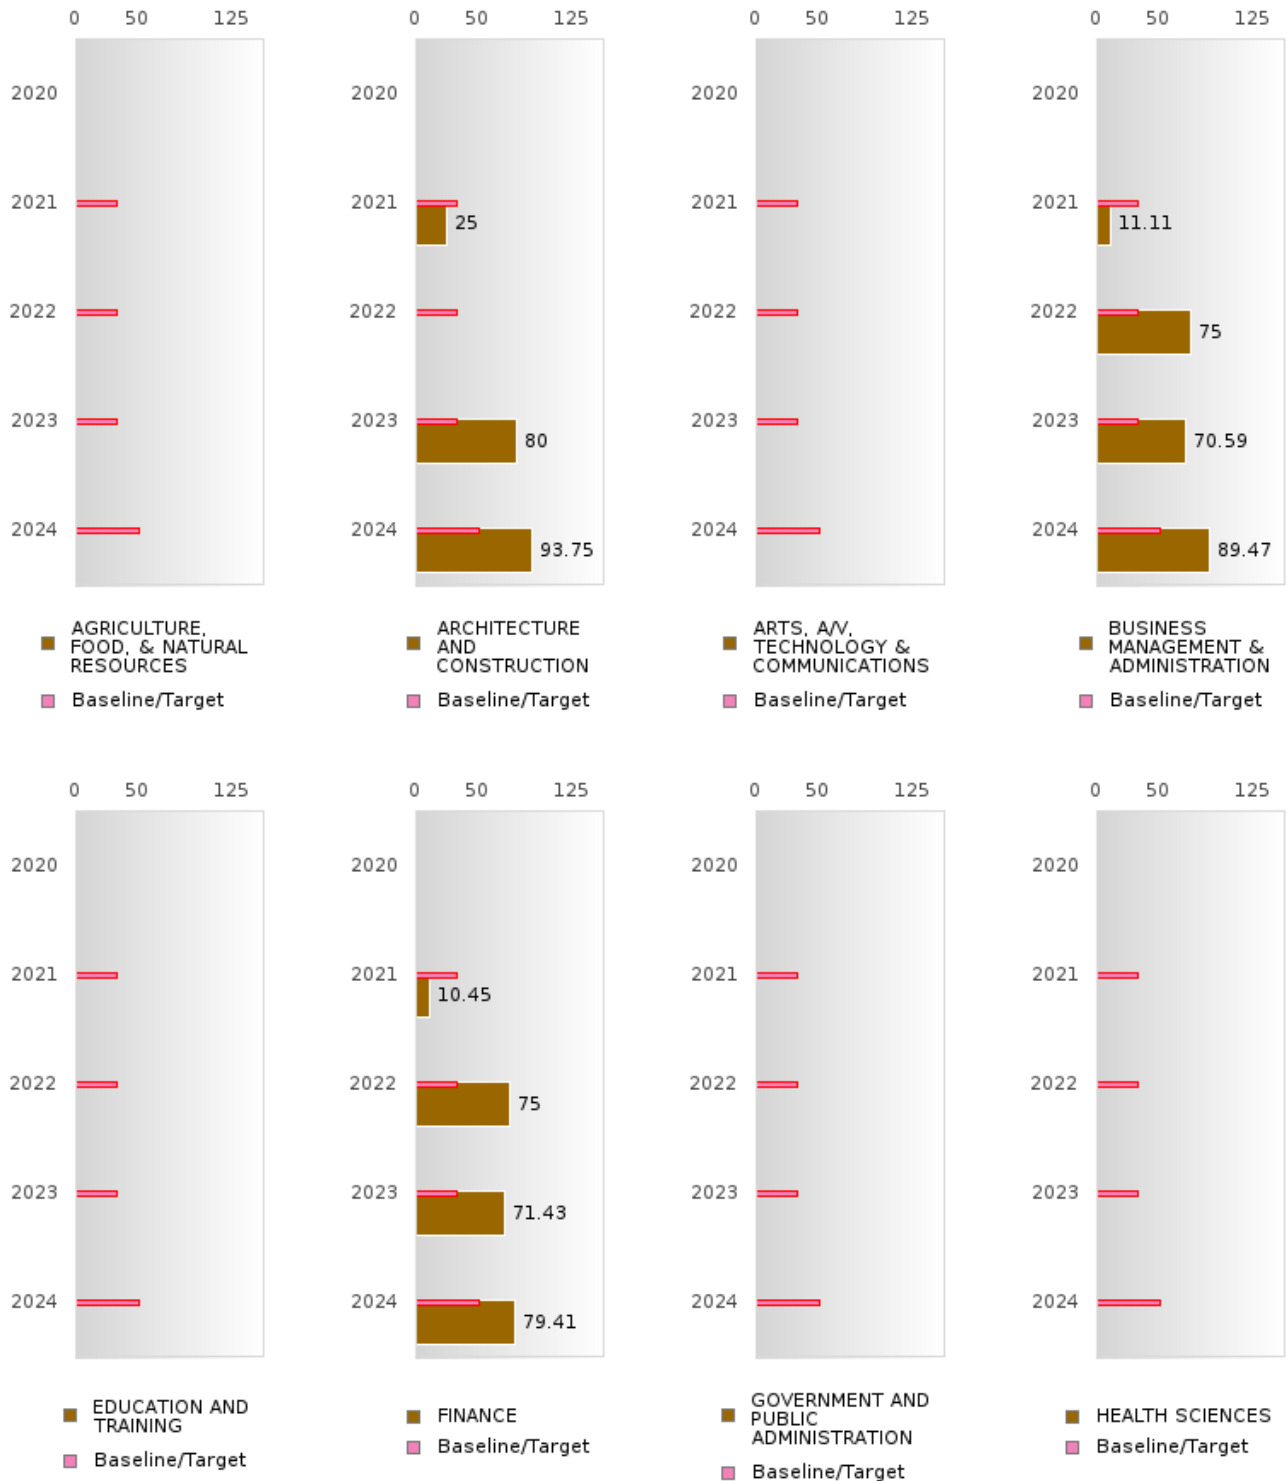 0 50 125
0 50 125
0 50 125
0 50 125
2020
2020
2020
2020
2021
2021
2021
2021
25
11.11
2022
2022
2022
2022
75
2023
2023
2023
2023
80
70.59
2024
2024
2024
2024
93.75
89.47
AGRICULTURE,
FOOD, & NATURAL
RESOURCES
Baseline/Target
ARCHITECTURE
AND
CONSTRUCTION
Baseline/Target
ARTS, A/V,
TECHNOLOGY &
COMMUNICATIONS
Baseline/Target
BUSINESS
MANAGEMENT &
ADMINISTRATION
Baseline/Target
0 50 125
0 50 125
0 50 125
0 50 125
2020
2020
2020
2020
2021
2021
2021
2021
10.45
2022
2022
2022
2022
75
2023
2023
2023
2023
71.43
2024
2024
2024
2024
79.41
EDUCATION AND
TRAINING
Baseline/Target
FINANCE
Baseline/Target
GOVERNMENT AND
PUBLIC
ADMINISTRATION
Baseline/Target
HEALTH SCIENCES
Baseline/Target